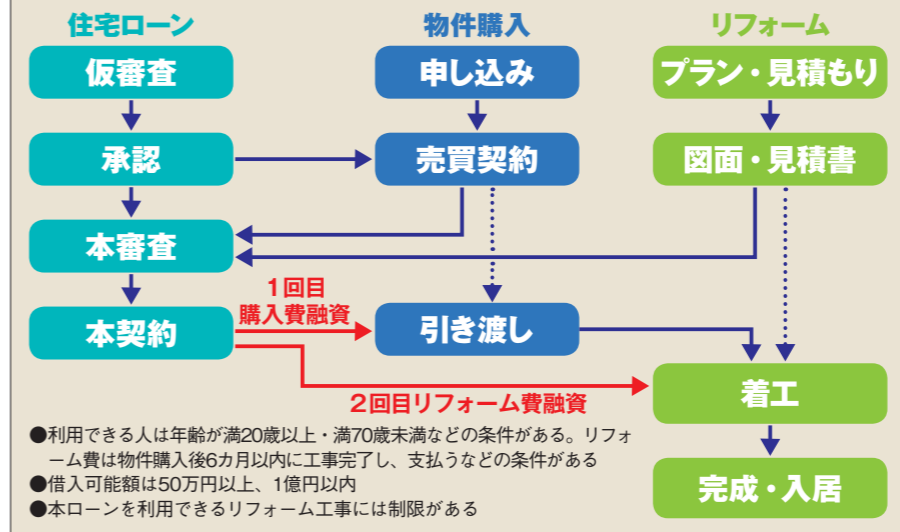 住宅ローン
物件購入
リフォーム
仮審査
申し込み
プラン・見積もり
承認
売買契約
図面・見積書
本審査
1回目
購入費融資
本契約
引き渡し
2回目リフォーム費融資
着工
完成・入居
●利用できる人は年齢が満20歳以上・満70歳未満などの条件がある。リフォ
ーム費は物件購入後6カ月以内に工事完了し、支払うなどの条件がある
●借入可能額は50万円以上、1億円以内
●本ローンを利用できるリフォーム工事には制限がある